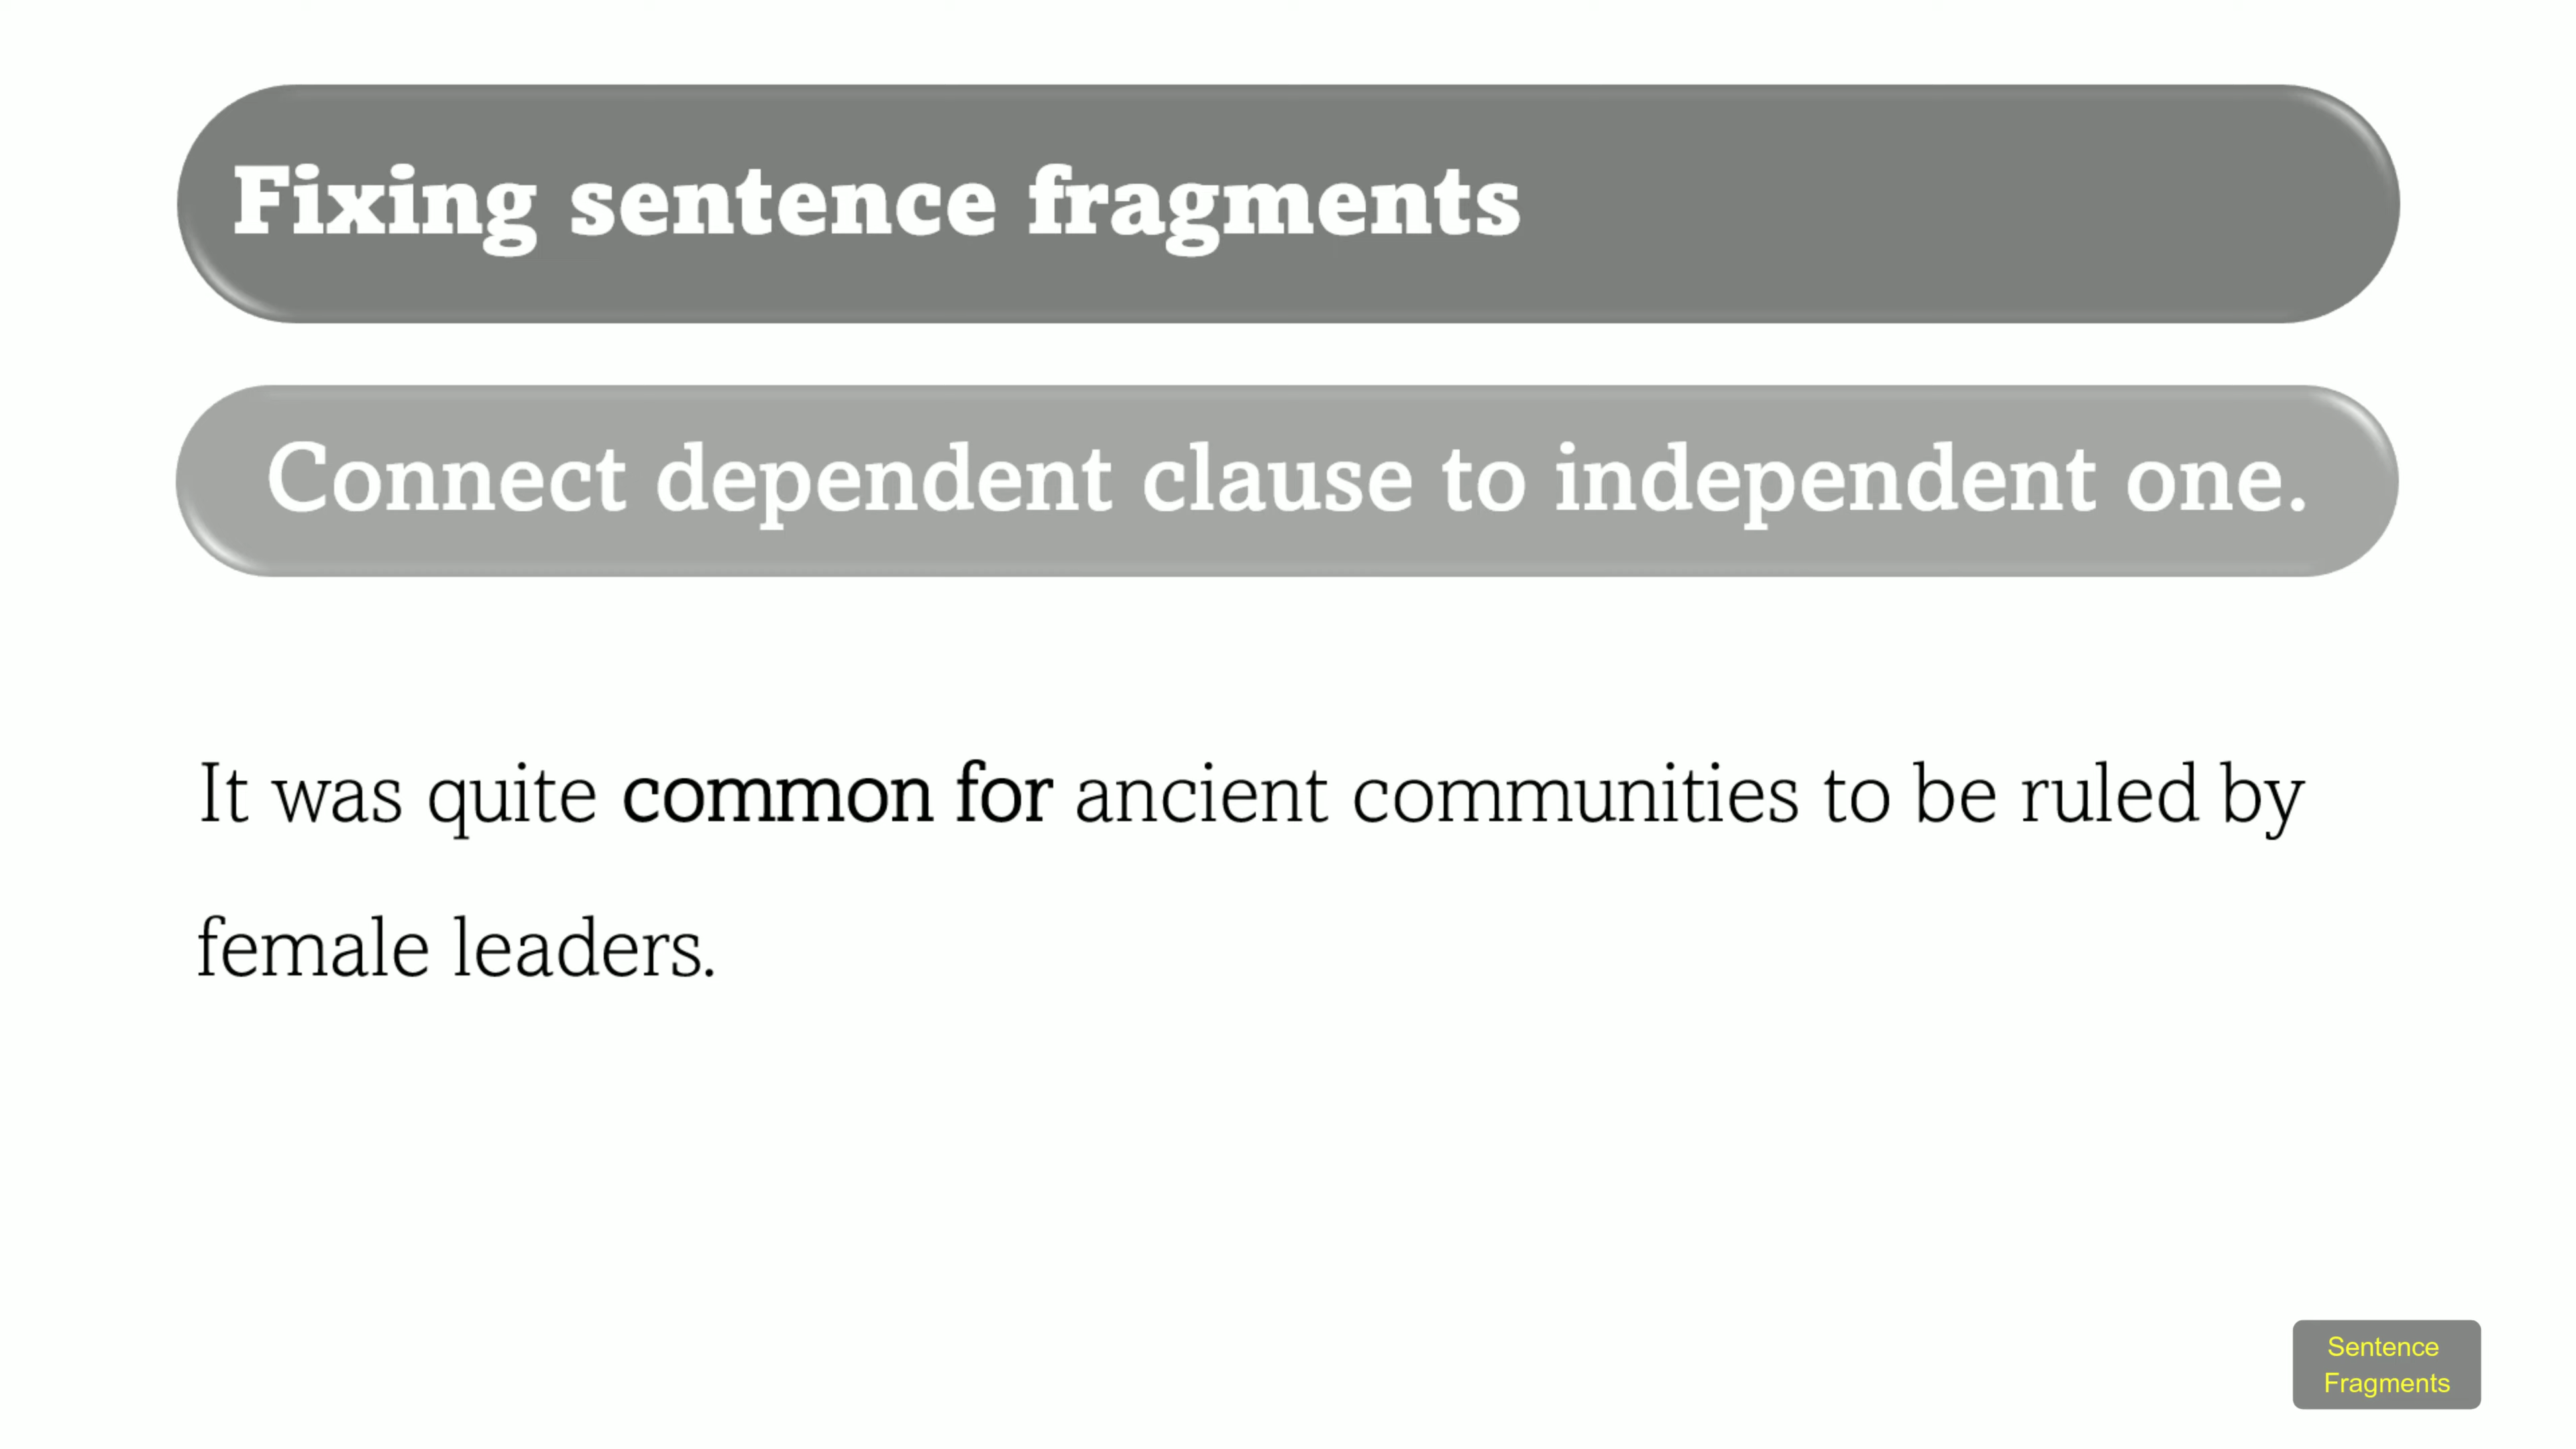 Fixing sentence fragments
Connect dependent clause to independent one.
It was quite common for ancient communities to be ruled by
female leaders.
Sentence
Fragments